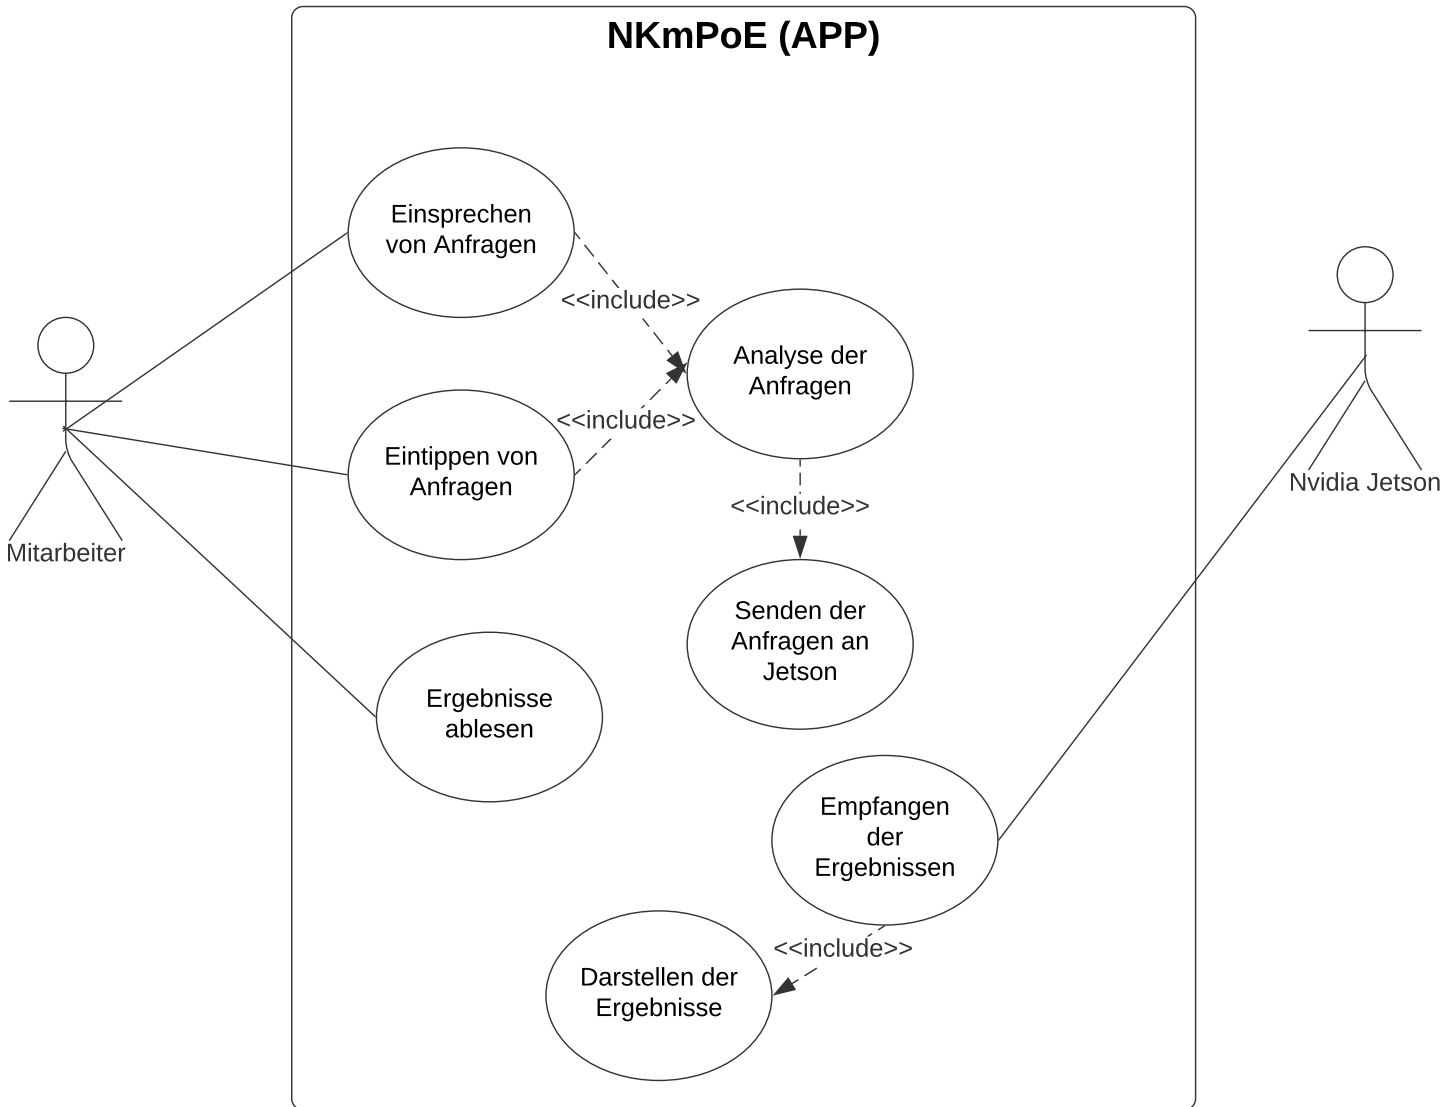 NKmPoE (APP)
Einsprechen
von Anfragen
<<include>>
Analyse der
Anfragen
<<include>>
Eintippen von
Anfragen
Nvidia Jetson
<<include>>
Mitarbeiter
Senden der
Anfragen an
Jetson
Ergebnisse
ablesen
Empfangen
der
Ergebnissen
<<include>>
Darstellen der
Ergebnisse